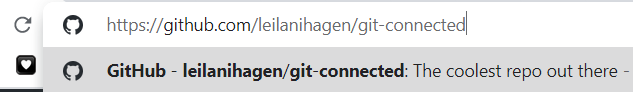 https://github.com/leilanihagen/git-connected
GitHub - leilanihagen/git-connected: The coolest repo out there -